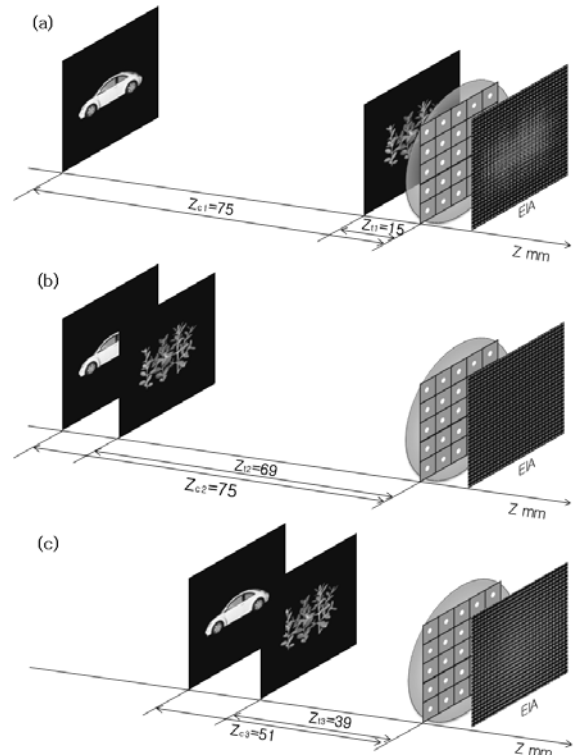 (a)
Zc1=75
Zt1=15
EIA
Z mm
(b)
Zt2=69
Zc2=75
EIA
Z mm
(c)
Zt3=39
Zc3=51
EIA
Z mm